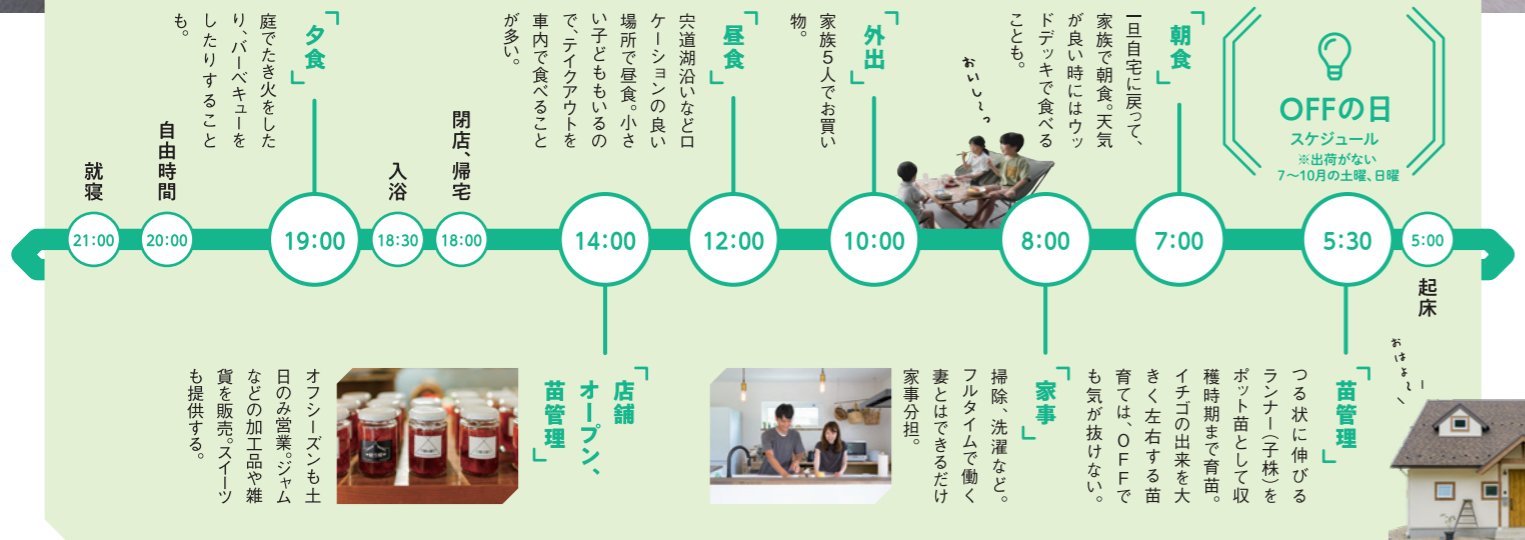 OFFの日
スケジュール
※出荷がない
7〜10月の土曜、日曜
5:00
起床
おはよ〜
5:30
「苗管理」
つる状に伸びる
ランナー（子株）を
ポット苗として収
穫時期まで育苗。
イチゴの出来を大
きく左右する苗
育ては、OFFで
も気が抜けない。
7:00
「朝食」
一旦自宅に戻って、
家族で朝食。天気
が良い時にはウッ
ドデッキで食べる
ことも。
おいし〜っ
8:00
「家事」
掃除、洗濯など。
フルタイムで働く
妻とはできるだけ
家事分担。
10:00
「外出」
家族5人でお買い
物。
12:00
「昼食」
宍道湖沿いなどロ
ケーションの良い
場所で昼食。小さ
い子どももいるの
で、テイクアウトを
車内で食べること
が多い。
14:00
「店舗
オープン、
苗管理」
オフシーズンも土
日のみ営業。ジャム
などの加工品や雑
貨を販売。スイーツ
も提供する。
18:00
閉店、帰宅
18:30
入浴
19:00
「夕食」
庭でたき火をした
り、バーベキューを
したりすること
も。
20:00
自由時間
21:00
就寝